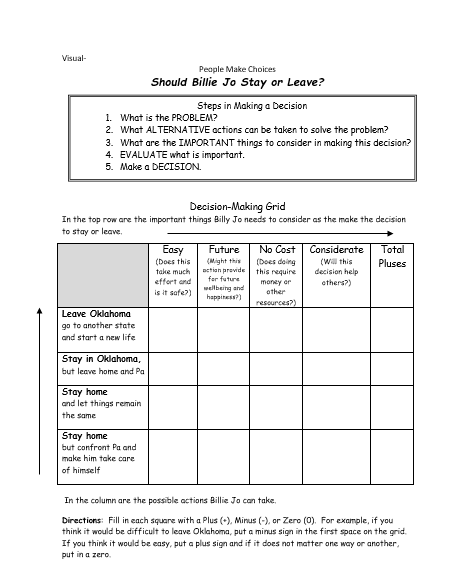 Visual-
People Make Choices
Should Billie Jo Stay or Leave?
Steps in Making a Decision
1. What is the PROBLEM?
2. What ALTERNATIVE actions can be taken to solve the problem?
3. What are the IMPORTANT things to consider in making this decision?
4. EVALUATE what is important.
5. Make a DECISION.
Decision-Making Grid
In the top row are the important things Billy Jo needs to consider as the make the decision
to stay or leave.
Easy
(Does this
take much
effort and
is it safe?)
Future
(Might this
action provide
for future
wellbeing and
happiness?)
No Cost
(Does doing
this require
money or
other
resources?)
Considerate
(Will this
decision help
others?)
Total
Pluses
Leave Oklahoma
go to another state
and start a new life
Stay in Oklahoma,
but leave home and Pa
Stay home
and let things remain
the same
Stay home
but confront Pa and
make him take care
of himself
In the column are the possible actions Billie Jo can take.
Directions: Fill in each square with a Plus (+), Minus (-), or Zero (0). For example, if you
think it would be difficult to leave Oklahoma, put a minus sign in the first space on the grid.
If you think it would be easy, put a plus sign and if it does not matter one way or another,
put in a zero.